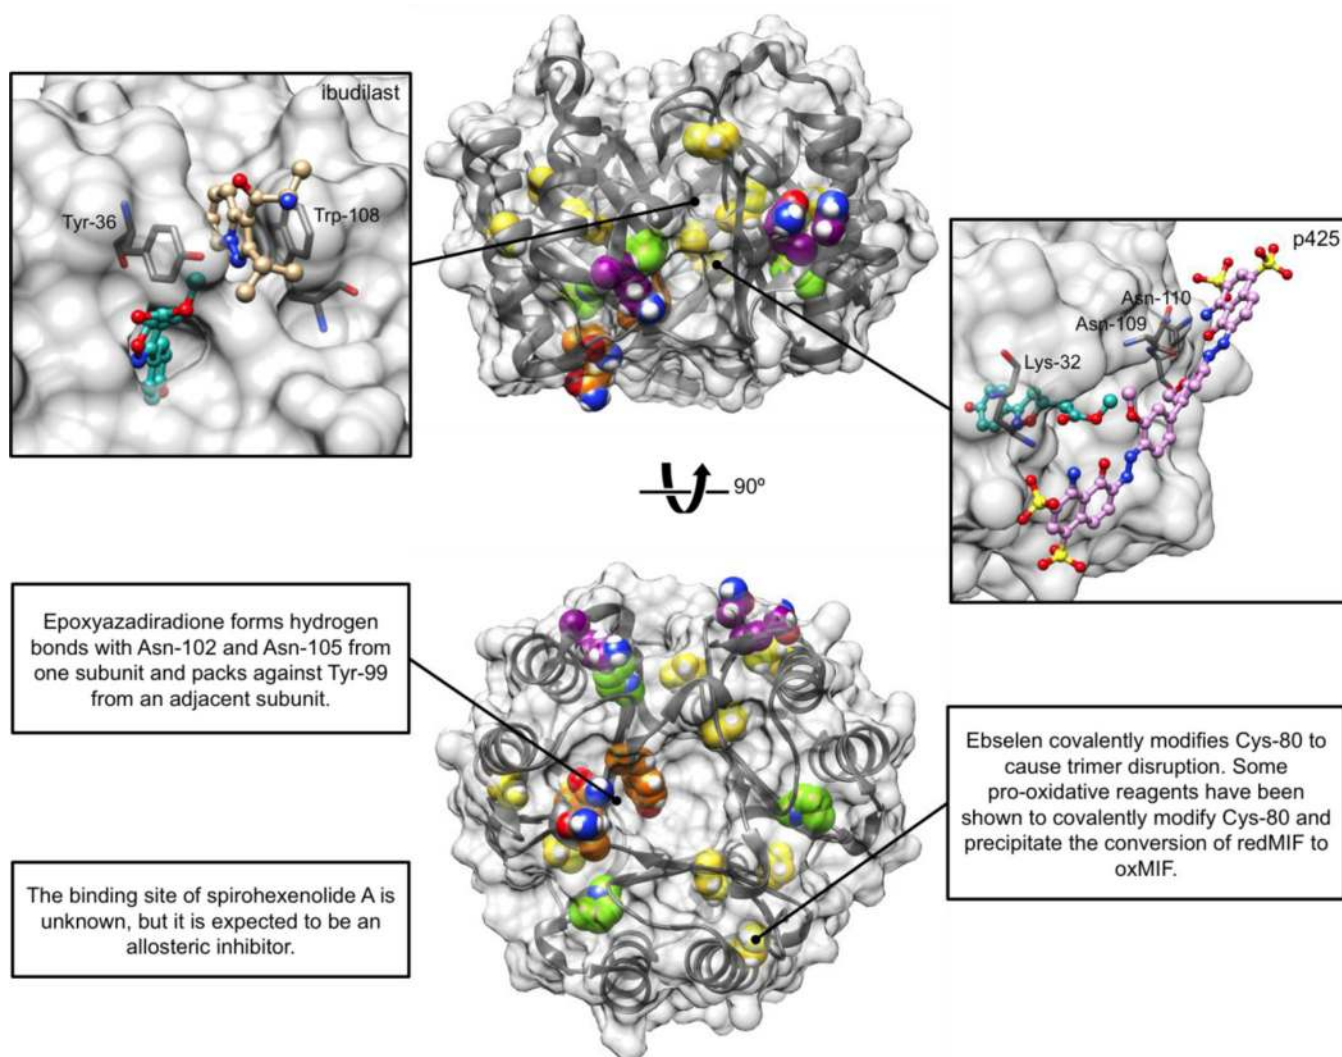 ibudilast
Tyr-36
Trp-108
p425
Asn-110
Asn-109
Lys-32
90º
Epoxyazadiradione forms hydrogen
bonds with Asn-102 and Asn-105 from
one subunit and packs against Tyr-99
from an adjacent subunit.
Ebselen covalently modifies Cys-80 to
cause trimer disruption. Some
pro-oxidative reagents have been
shown to covalently modify Cys-80 and
precipitate the conversion of redMIF to
oxMIF.
The binding site of spirohexenolide A is
unknown, but it is expected to be an
allosteric inhibitor.